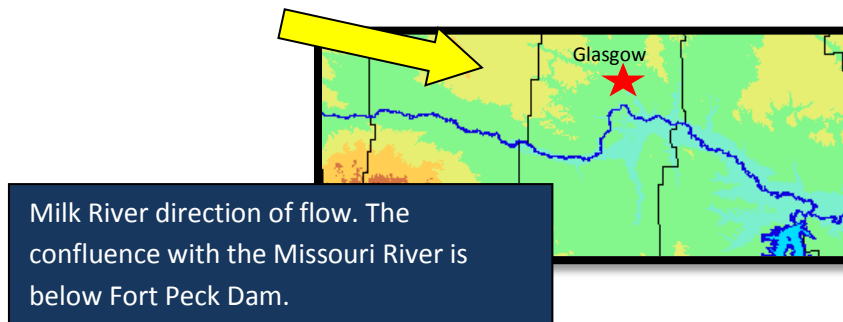 Glasgow
Milk River direction of flow. The
confluence with the Missouri River is
below Fort Peck Dam.